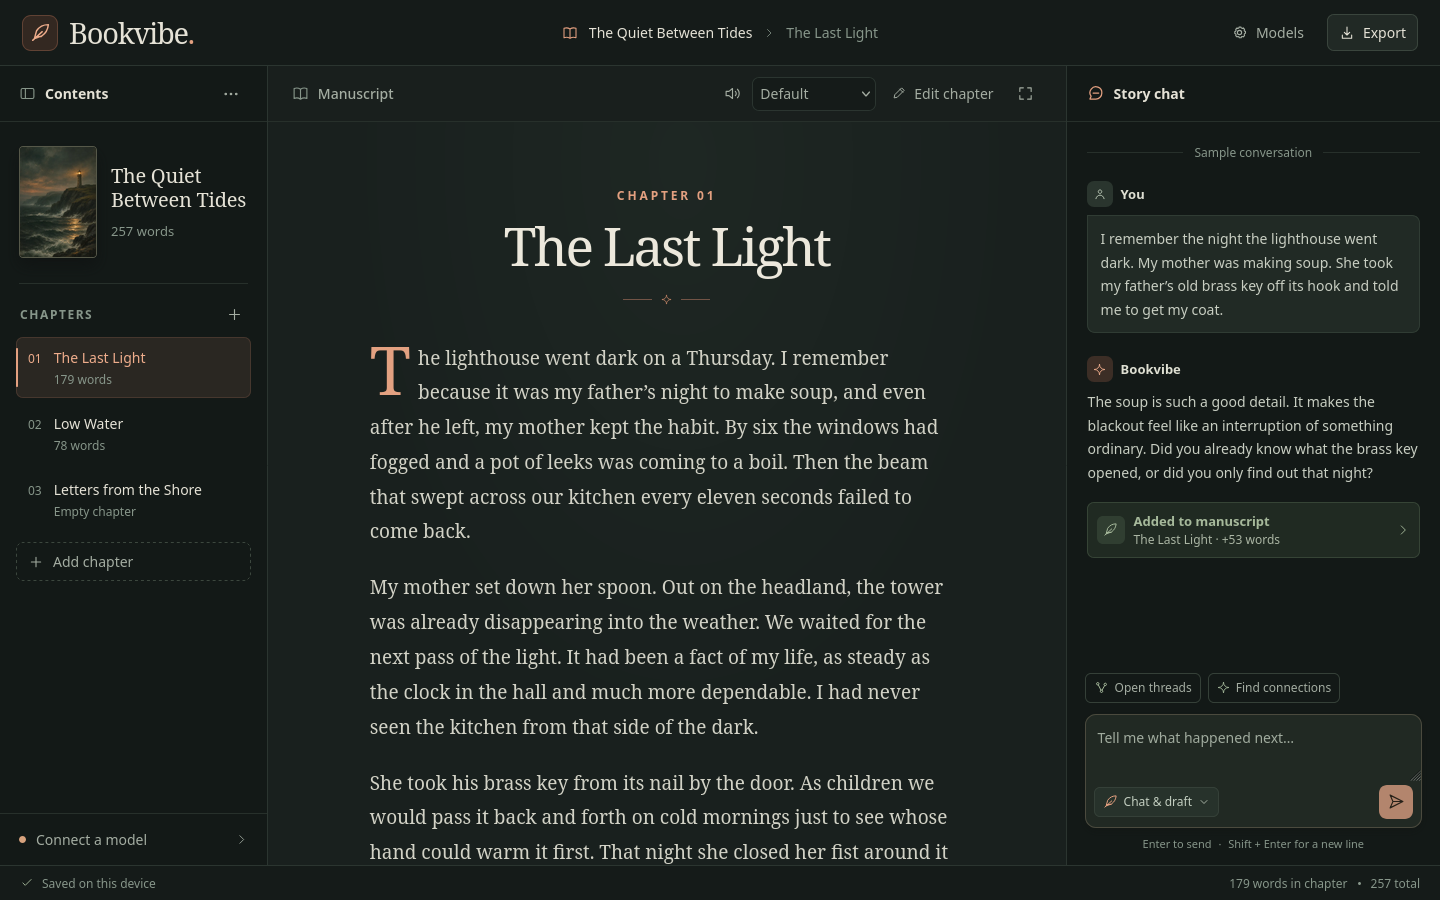 Bookvibe.
The Quiet Between Tides > The Last Light
Models
Export
Contents
...
The Quiet
Between Tides
257 words
CHAPTERS
01 The Last Light
179 words
02 Low Water
78 words
03 Letters from the Shore
Empty chapter
Add chapter
Connect a model
Manuscript
Default
Edit chapter
CHAPTER 01
The Last Light
The lighthouse went dark on a Thursday. I remember
because it was my father’s night to make soup, and even
after he left, my mother kept the habit. By six the windows had
fogged and a pot of leeks was coming to a boil. Then the beam
that swept across our kitchen every eleven seconds failed to
come back.
My mother set down her spoon. Out on the headland, the tower
was already disappearing into the weather. We waited for the
next pass of the light. It had been a fact of my life, as steady as
the clock in the hall and much more dependable. I had never
seen the kitchen from that side of the dark.
She took his brass key from its nail by the door. As children we
would pass it back and forth on cold mornings just to see whose
hand could warm it first. That night she closed her fist around it
Story chat
Sample conversation
You
I remember the night the lighthouse went
dark. My mother was making soup. She took
my father’s old brass key off its hook and told
me to get my coat.
Bookvibe
The soup is such a good detail. It makes the
blackout feel like an interruption of something
ordinary. Did you already know what the brass key
opened, or did you only find out that night?
Added to manuscript
The Last Light · +53 words
Open threads
Find connections
Tell me what happened next...
Chat & draft
Enter to send · Shift + Enter for a new line
Saved on this device
179 words in chapter • 257 total